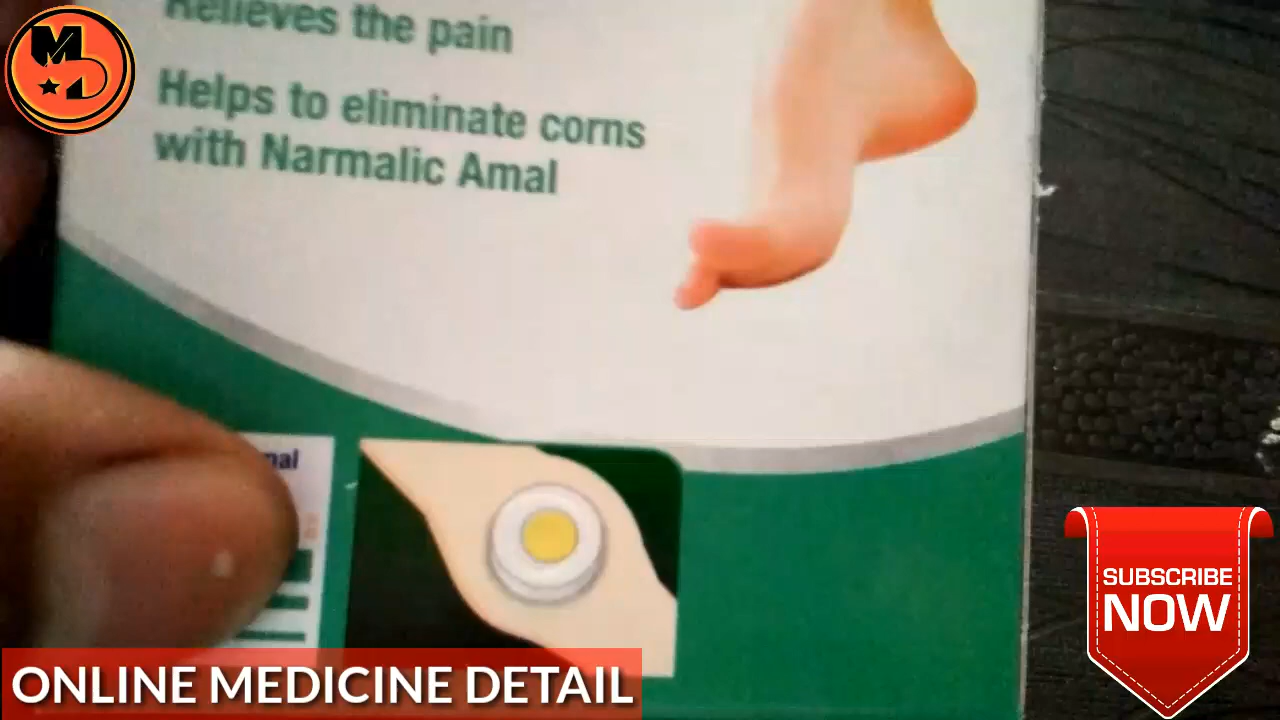 Relieves the pain
Helps to eliminate corns
with Narmalic Amal
SUBSCRIBE
NOW
ONLINE MEDICINE DETAIL